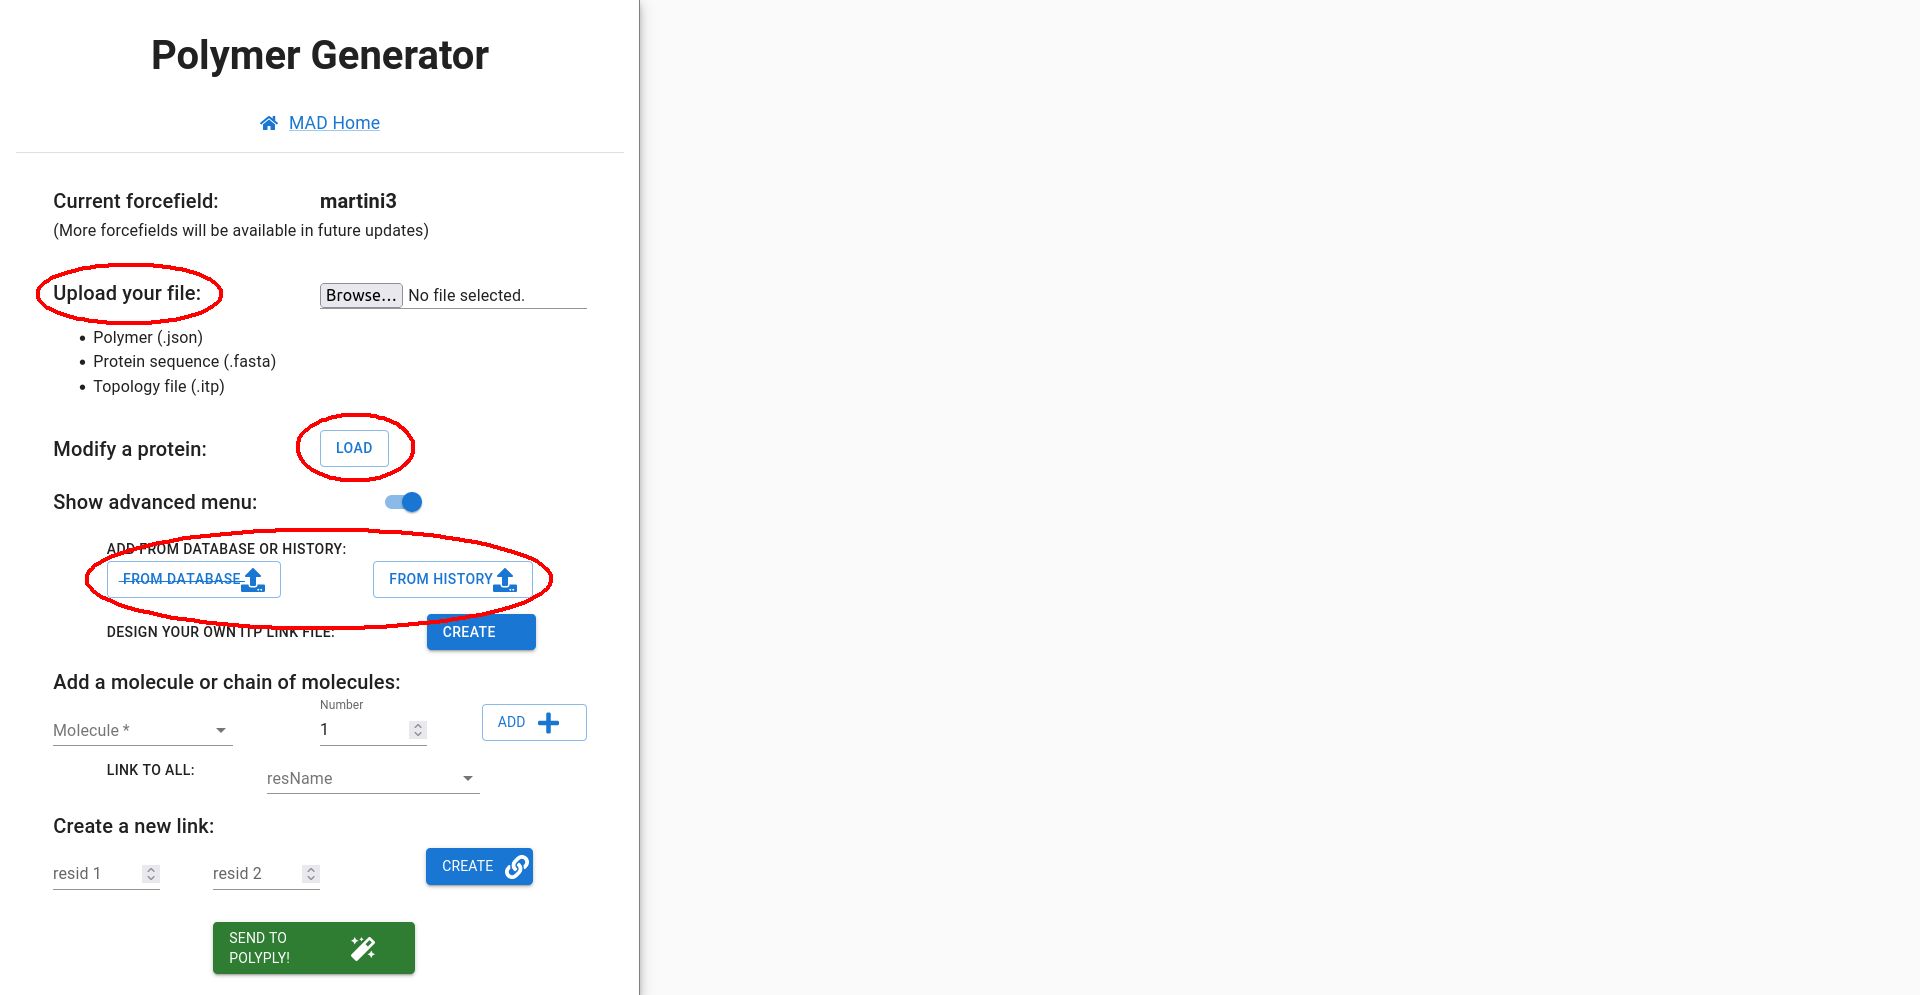 Polymer Generator
MAD Home
Current forcefield: martini3
(More forcefields will be available in future updates)
Upload your file: Browse... No file selected.
• Polymer (.json)
• Protein sequence (.fasta)
• Topology file (.itp)
Modify a protein: LOAD
Show advanced menu:
ADD FROM DATABASE OR HISTORY:
FROM DATABASE FROM HISTORY
DESIGN YOUR OWN ITP LINK FILE: CREATE
Add a molecule or chain of molecules:
Number
Molecule * 1 ADD
LINK TO ALL: resName
Create a new link:
resid 1 resid 2 CREATE
SEND TO
POLYPLY!